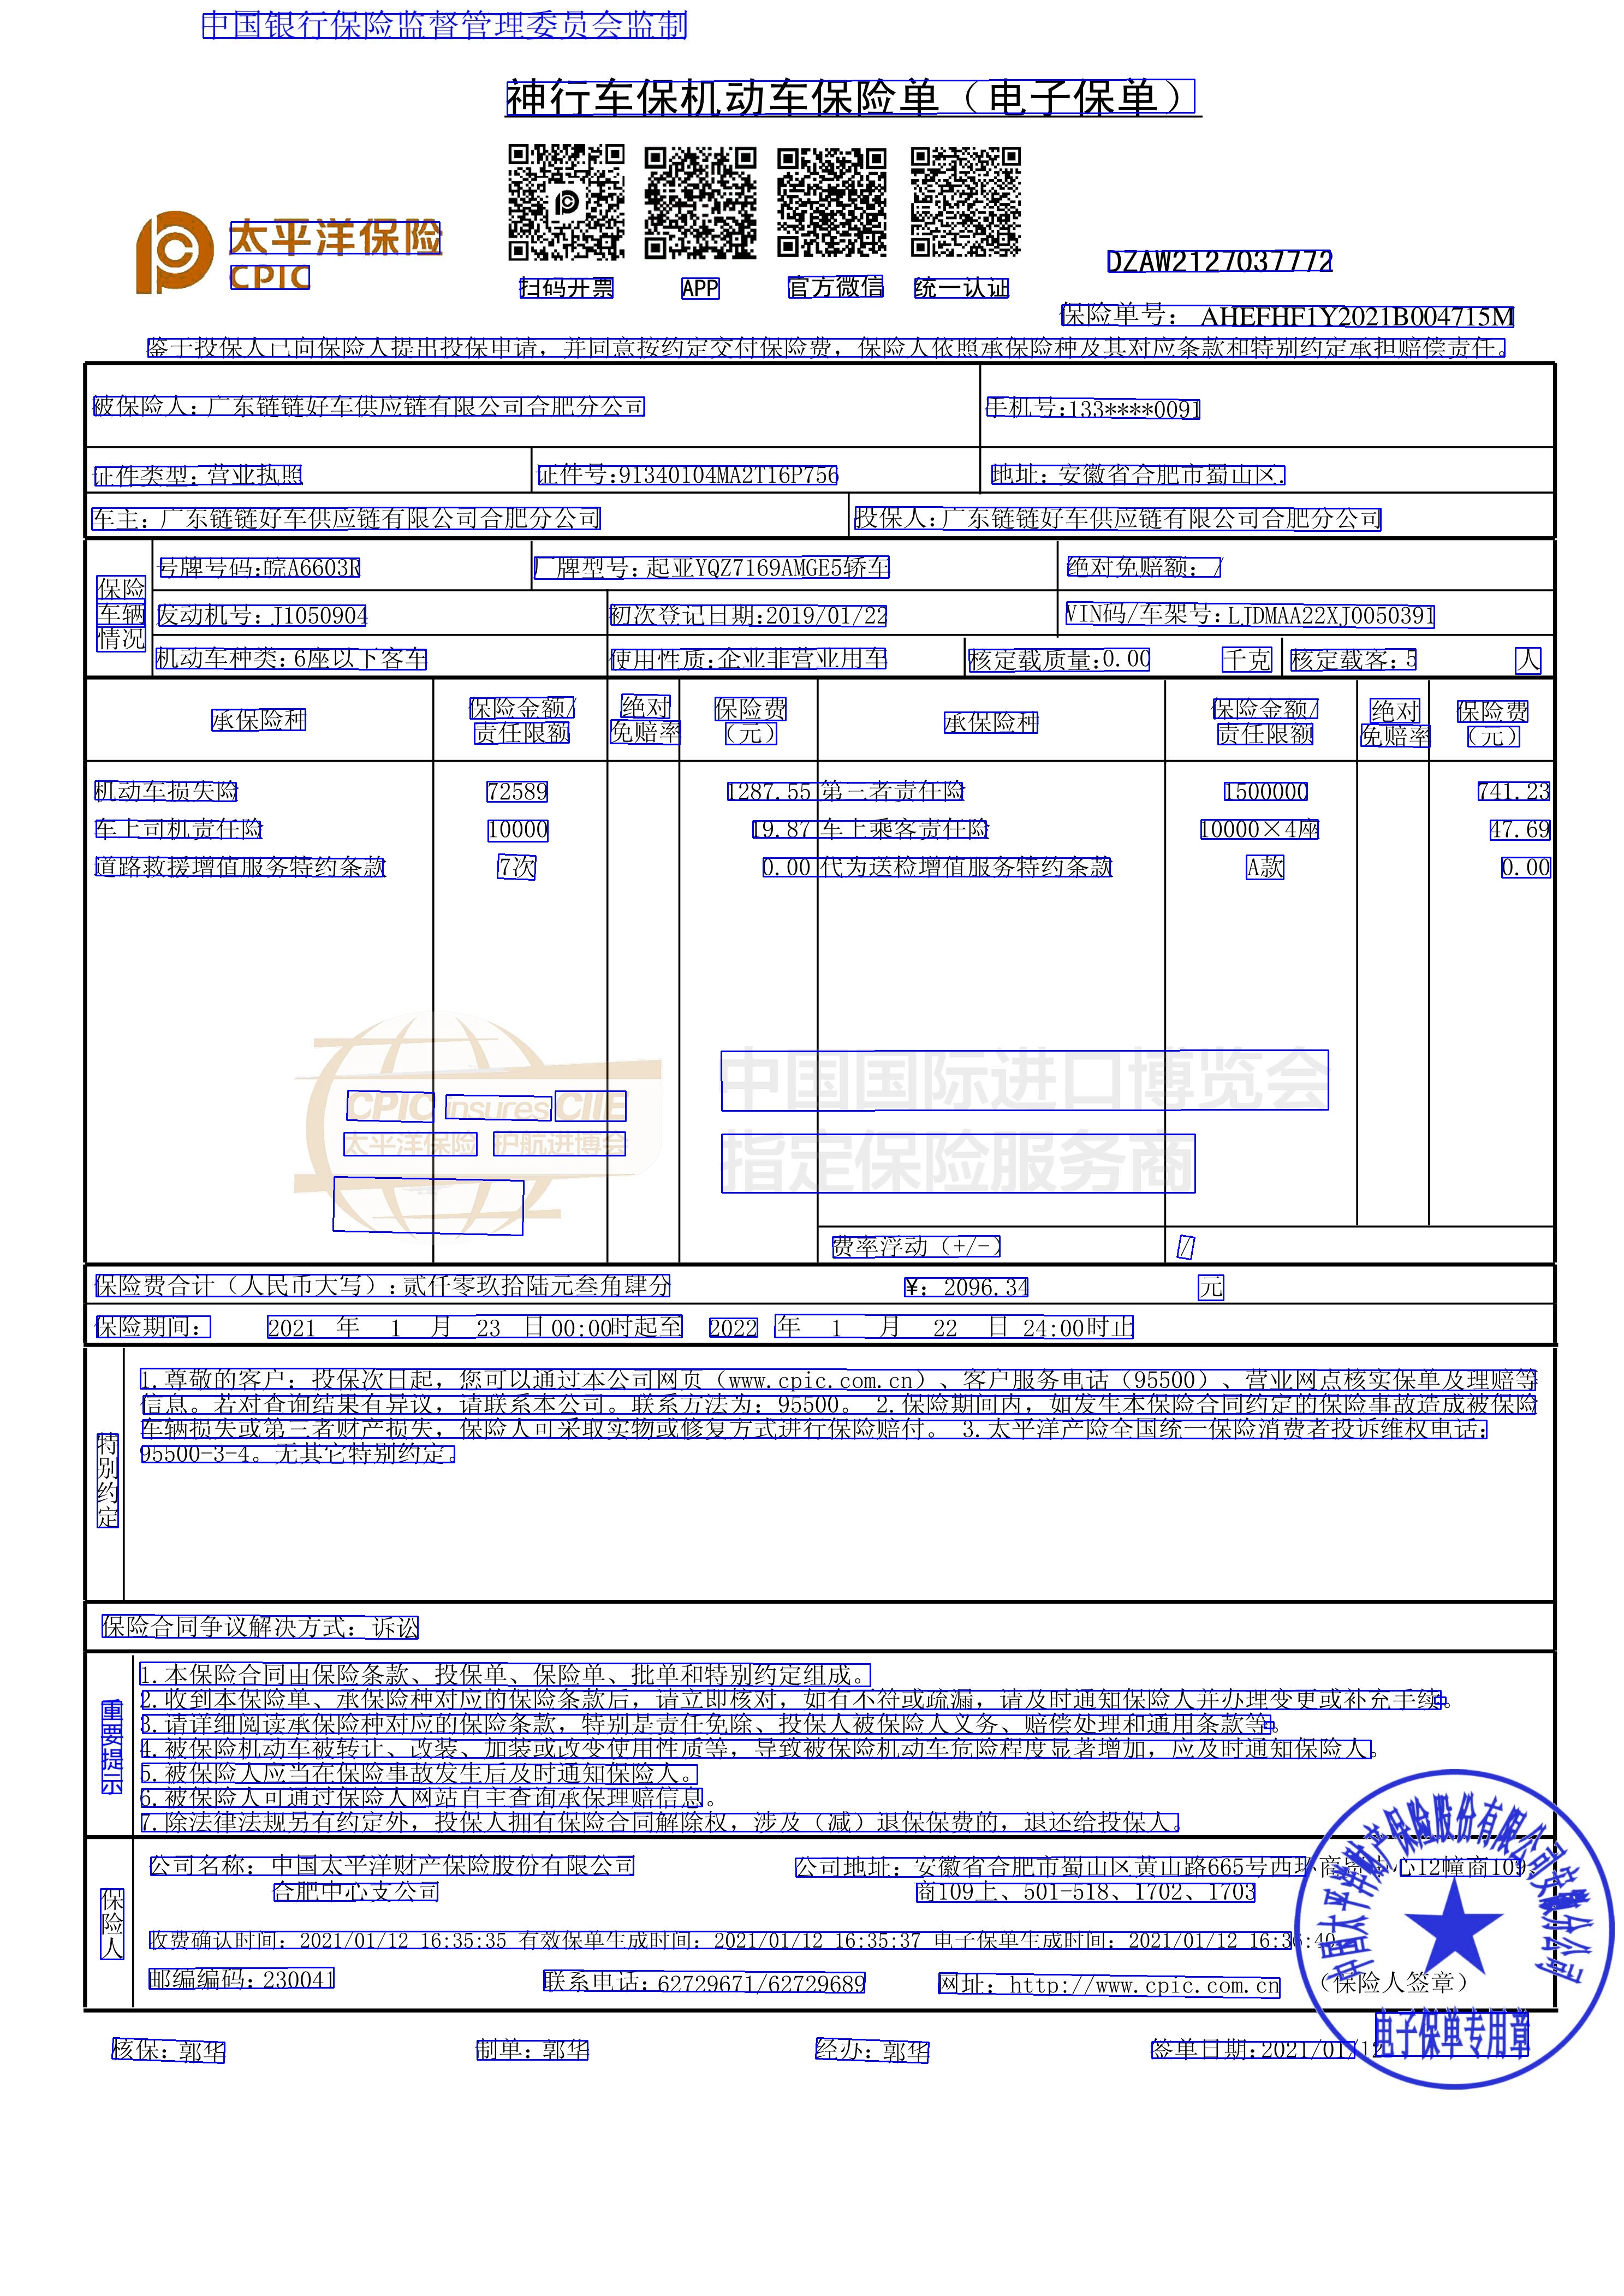 中国银行保险监督管理委员会监制
神行车保机动车保险单（电子保单）
太平洋保险
CPIC
扫码开票 APP 官方微信 统一认证
DZAW2127037772
保险单号： AHEFHF1Y2021B004715M
鉴于投保人已向保险人提出投保申请，并同意按约定交付保险费，保险人依照承保险种及其对应条款和特别约定承担赔偿责任。
被保险人：广东链链好车供应链有限公司合肥分公司 手机号：133****0091
证件类型：营业执照 证件号：91340104MA2T16P756 地址：安徽省合肥市蜀山区.
车主：广东链链好车供应链有限公司合肥分公司 投保人：广东链链好车供应链有限公司合肥分公司
保险车辆情况
号牌号码：皖A6603R 厂牌型号：起亚YQZ7169AMGE5轿车 绝对免赔额：/
发动机号：J1050904 初次登记日期：2019/01/22 VIN码/车架号：LJDMAA22XJ0050391
机动车种类：6座以下客车 使用性质：企业非营业用车 核定载质量：0.00 千克 核定载客：5 人
承保险种 保险金额/责任限额 绝对免赔率 保险费（元） 承保险种 保险金额/责任限额 绝对免赔率 保险费（元）
机动车损失险 72589 1287.55 第三者责任险 1500000 741.23
车上司机责任险 10000 19.87 车上乘客责任险 10000×4座 47.69
道路救援增值服务特约条款 7次 0.00 代为送检增值服务特约条款 A款 0.00
CPIC insures CIIE
太平洋保险 护航进博会
中国国际进口博览会
指定保险服务商
费率浮动（+/-） /
保险费合计（人民币大写）：贰仟零玖拾陆元叁角肆分 ¥：2096.34 元
保险期间： 2021 年 1 月 23 日 00:00时起至 2022 年 1 月 22 日 24:00时止
特别约定
1.尊敬的客户：投保次日起，您可以通过本公司网页（www.cpic.com.cn）、客户服务电话（95500）、营业网点核实保单及理赔等
信息。若对查询结果有异议，请联系本公司。联系方法为：95500。 2.保险期间内，如发生本保险合同约定的保险事故造成被保险
车辆损失或第三者财产损失，保险人可采取实物或修复方式进行保险赔付。 3.太平洋产险全国统一保险消费者投诉维权电话：
95500-3-4。无其它特别约定。
保险合同争议解决方式：诉讼
重要提示
1.本保险合同由保险条款、投保单、保险单、批单和特别约定组成。
2.收到本保险单、承保险种对应的保险条款后，请立即核对，如有不符或疏漏，请及时通知保险人并办理变更或补充手续。
3.请详细阅读承保险种对应的保险条款，特别是责任免除、投保人被保险人义务、赔偿处理和通用条款等。
4.被保险机动车被转让、改装、加装或改变使用性质等，导致被保险机动车危险程度显著增加，应及时通知保险人。
5.被保险人应当在保险事故发生后及时通知保险人。
6.被保险人可通过保险人网站自主查询承保理赔信息。
7.除法律法规另有约定外，投保人拥有保险合同解除权，涉及（减）退保保费的，退还给投保人。
保险人
公司名称：中国太平洋财产保险股份有限公司 公司地址：安徽省合肥市蜀山区黄山路665号西环商贸中心12幢商109、
合肥中心支公司 商109上、501-518、1702、1703
收费确认时间：2021/01/12 16:35:35 有效保单生成时间：2021/01/12 16:35:37 电子保单生成时间：2021/01/12 16:36:40
邮编编码：230041 联系电话：62729671/62729689 网址：http://www.cpic.com.cn （保险人签章）
核保：郭华 制单：郭华 经办：郭华 签单日期：2021/01/12
电子保单专用章